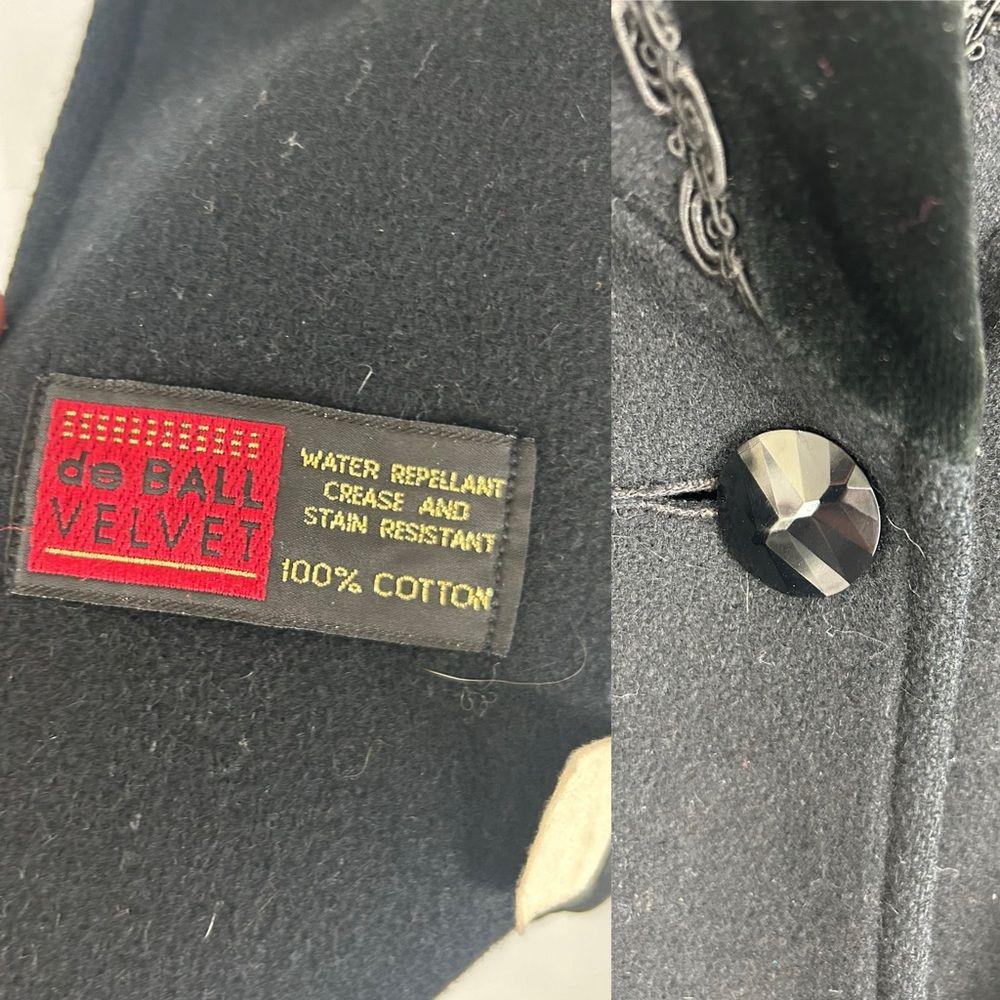 de BALL
VELVET
WATER REPELLANT
CREASE AND
STAIN RESISTANT
100% COTTON